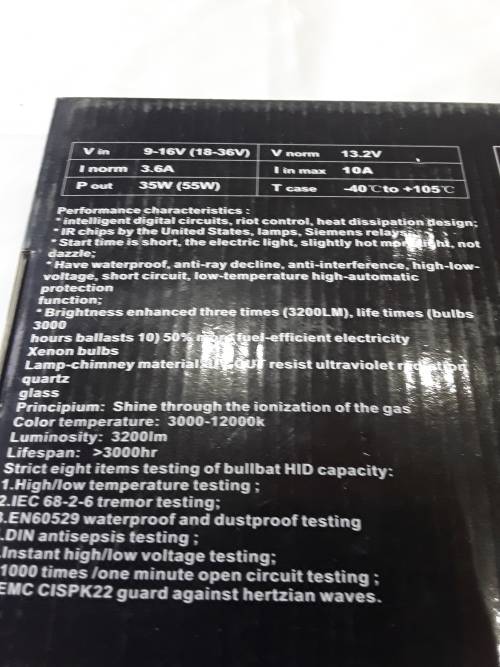 V in 9-16V (18-36V) V norm 13.2V
I norm 3.6A I in max 10A
P out 35W (55W) T case -40℃ to +105℃
Performance characteristics :
* intelligent digital circuits, riot control, heat dissipation design;
* IR chips by the United States, lamps, Siemens relays;
* Start time is short, the electric light, slightly hot more light, not
dazzle;
* Have waterproof, anti-ray decline, anti-interference, high-low-
voltage, short circuit, low-temperature high-automatic
protection
function;
* Brightness enhanced three times (3200LM), life times (bulbs
3000
hours ballasts 10) 50% more fuel-efficient electricity
Xenon bulbs
Lamp-chimney material: resist ultraviolet radiation
quartz
glass
Principium: Shine through the ionization of the gas
Color temperature: 3000-12000k
Luminosity: 3200lm
Lifespan: >3000hr
Strict eight items testing of bullbat HID capacity:
1.High/low temperature testing ;
2.IEC 68-2-6 tremor testing;
3.EN60529 waterproof and dustproof testing
.DIN antisepsis testing ;
.Instant high/low voltage testing;
1000 times /one minute open circuit testing ;
EMC CISPK22 guard against hertzian waves.